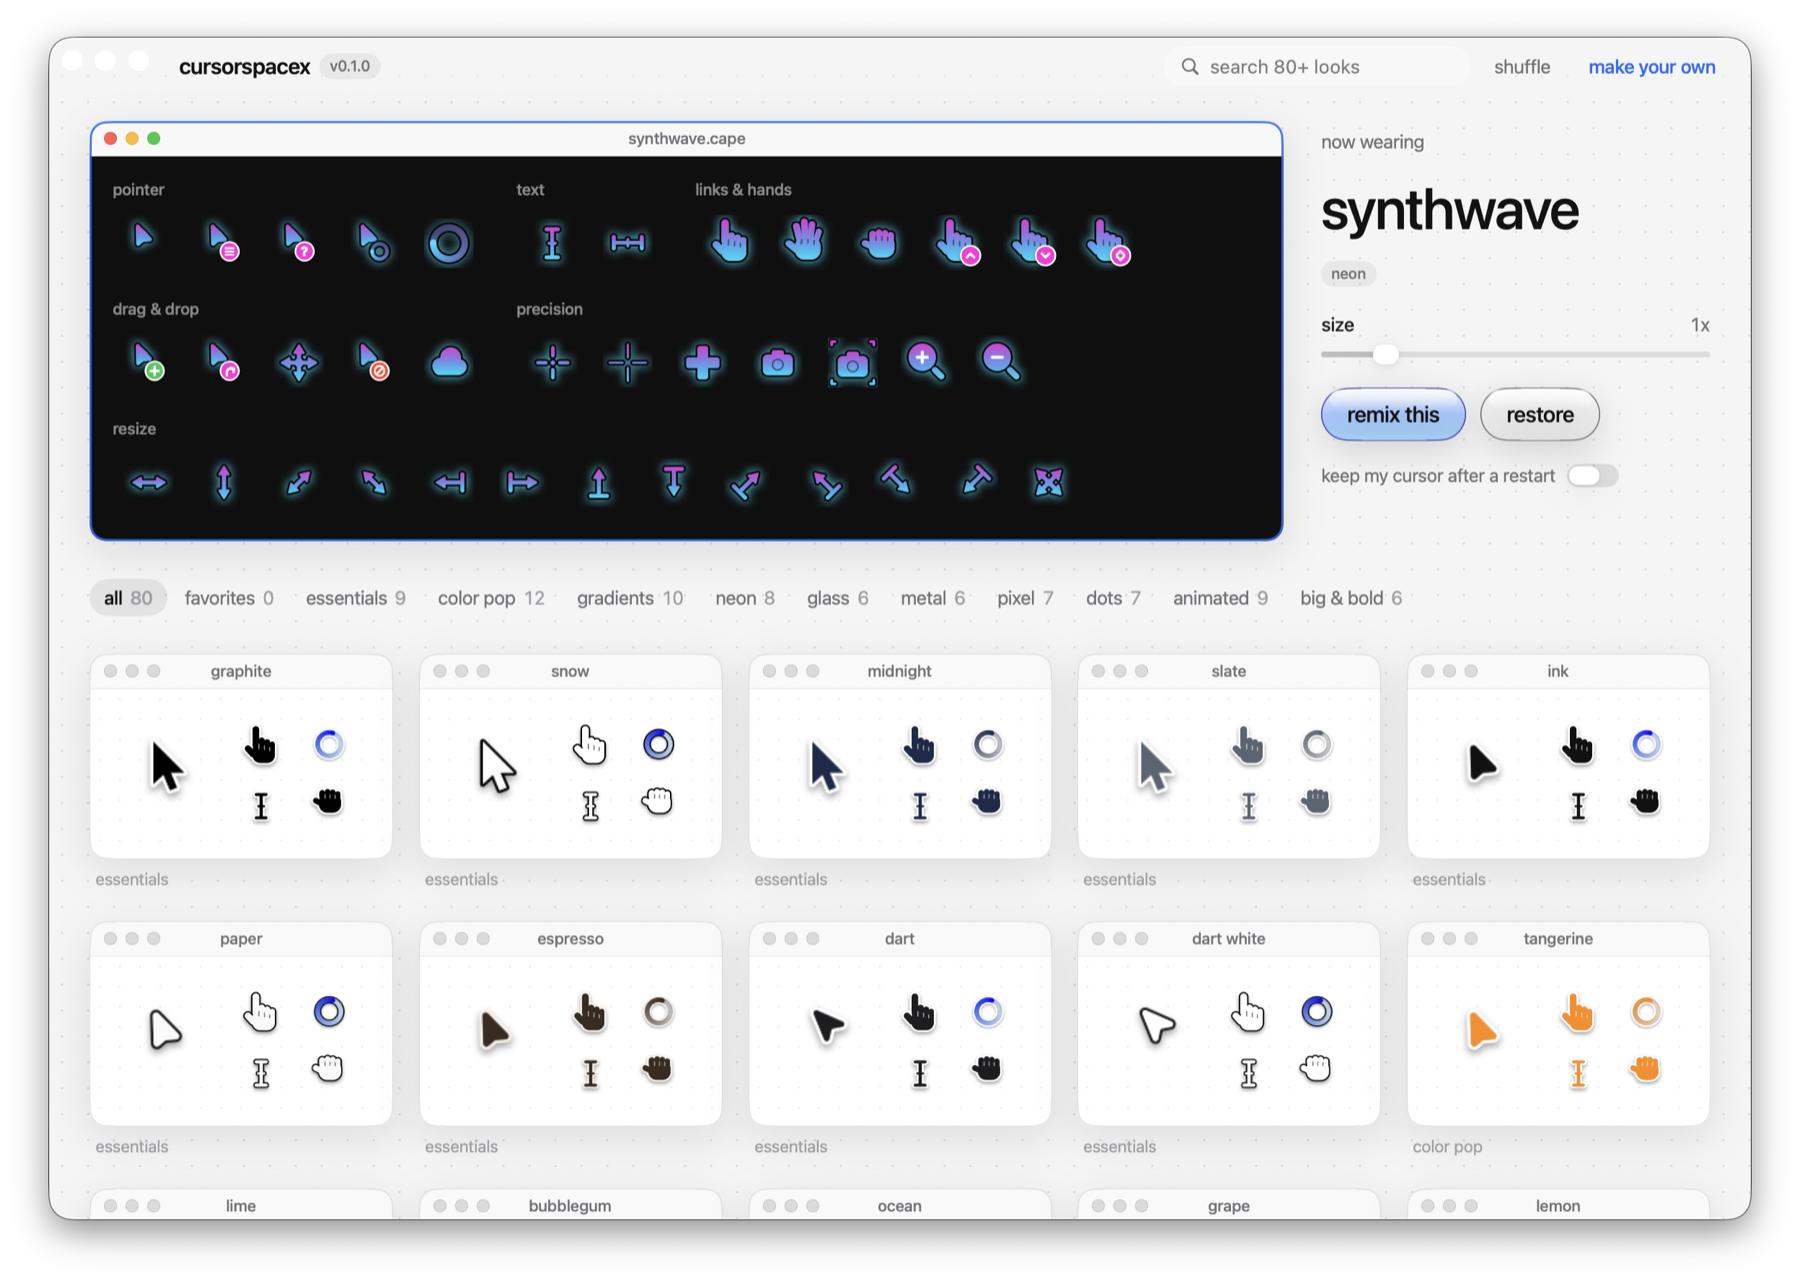 cursorspacex v0.1.0
search 80+ looks
shuffle
make your own
synthwave.cape
pointer
text
links & hands
drag & drop
precision
resize
now wearing
synthwave
neon
size 1x
remix this
restore
keep my cursor after a restart
all 80 favorites 0 essentials 9 color pop 12 gradients 10 neon 8 glass 6 metal 6 pixel 7 dots 7 animated 9 big & bold 6
graphite
snow
midnight
slate
ink
essentials
essentials
essentials
essentials
essentials
paper
espresso
dart
dart white
tangerine
essentials
essentials
essentials
essentials
color pop
lime
bubblegum
ocean
grape
lemon